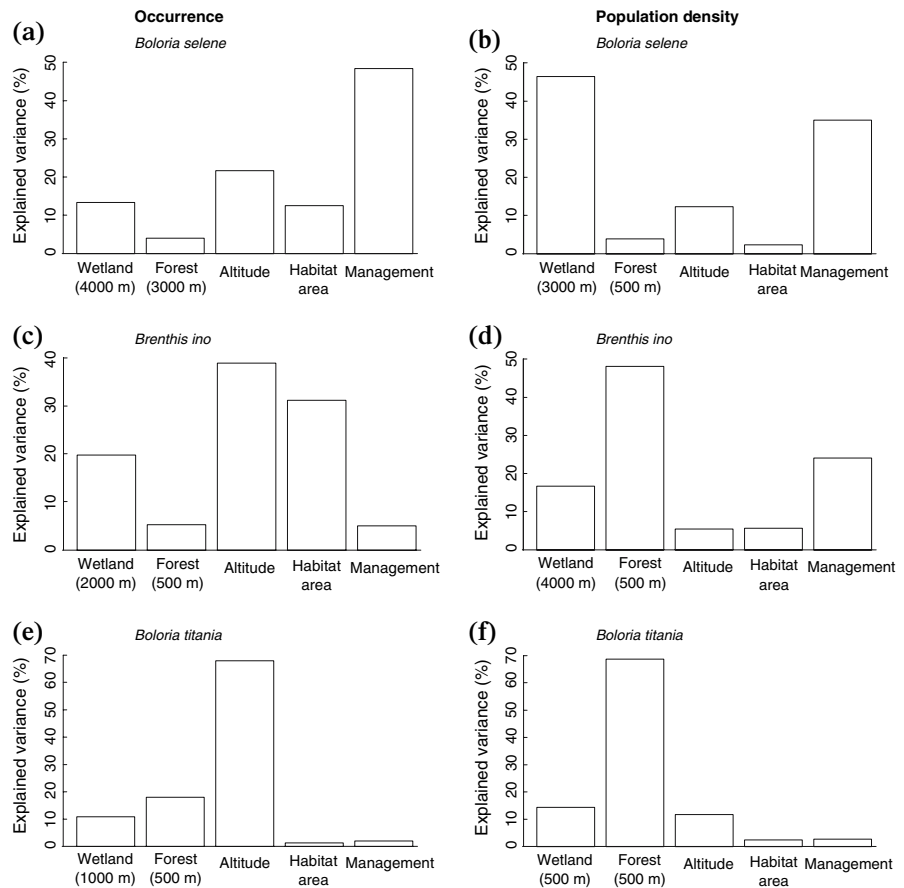 Occurrence
Population density
(a)
Boloria selene
Explained variance (%)
50
40
30
20
10
0
Wetland
(4000 m)
Forest
(3000 m)
Altitude
Habitat
area
Management
(b)
Boloria selene
Explained variance (%)
50
40
30
20
10
0
Wetland
(3000 m)
Forest
(500 m)
Altitude
Habitat
area
Management
(c)
Brenthis ino
Explained variance (%)
40
30
20
10
0
Wetland
(2000 m)
Forest
(500 m)
Altitude
Habitat
area
Management
(d)
Brenthis ino
Explained variance (%)
50
40
30
20
10
0
Wetland
(4000 m)
Forest
(500 m)
Altitude
Habitat
area
Management
(e)
Boloria titania
Explained variance (%)
70
60
50
40
30
20
10
0
Wetland
(1000 m)
Forest
(500 m)
Altitude
Habitat
area
Management
(f)
Boloria titania
Explained variance (%)
70
60
50
40
30
20
10
0
Wetland
(500 m)
Forest
(500 m)
Altitude
Habitat
area
Management